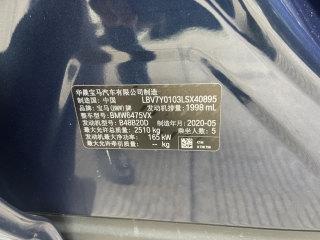 华晨宝马汽车有限公司制造
制造国: 中国 LBV7Y0103LSX40895
品牌: 宝马(BMW)牌 发动机排量: 1998 mL
整车型号: BMW6475VX
发动机型号: B48B20D
最大允许总质量: 2510 kg 制造年月: 2020-05
发动机最大净功率: 165 kW 乘坐人数: 5
最大允许牵引质量: -- kg